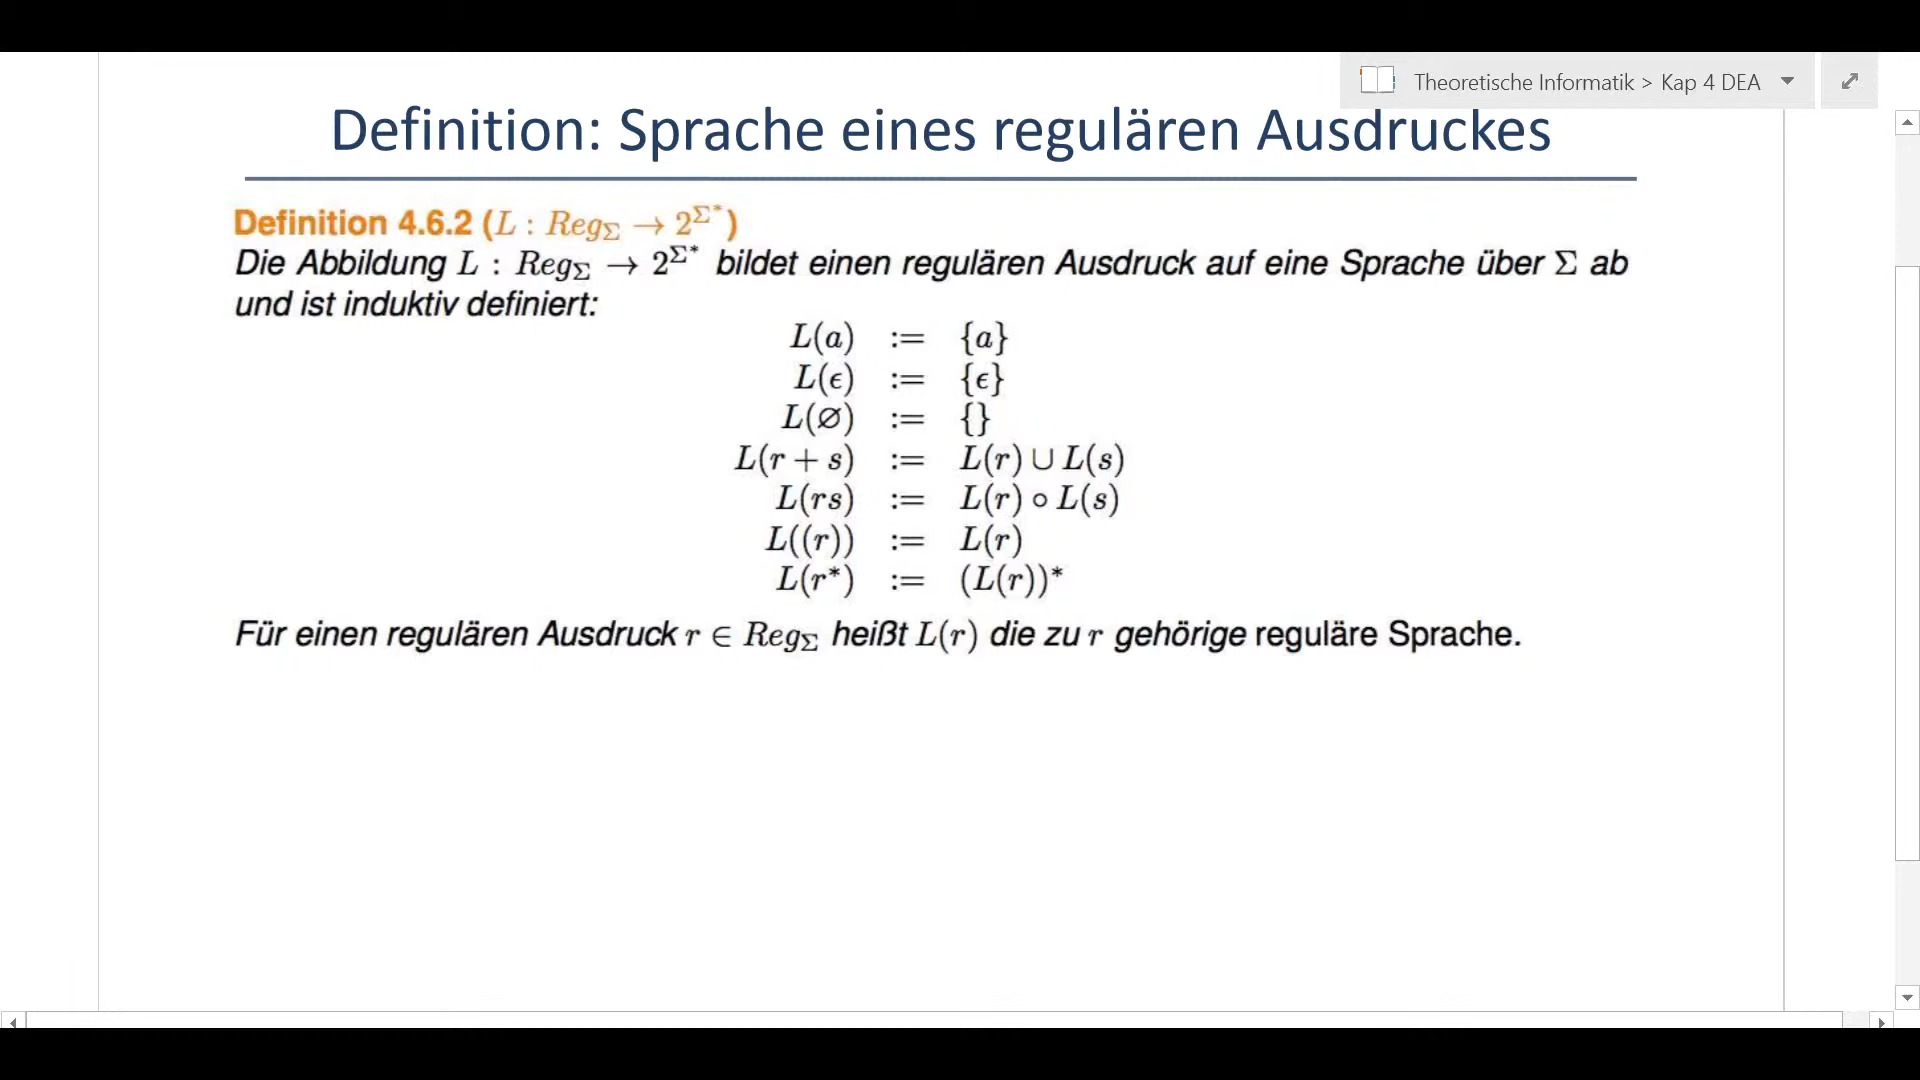 Theoretische Informatik > Kap 4 DEA
Definition: Sprache eines regulären Ausdruckes
Definition 4.6.2 (L : Reg_Σ → 2^{Σ*})
Die Abbildung L : Reg_Σ → 2^{Σ*} bildet einen regulären Ausdruck auf eine Sprache über Σ ab
und ist induktiv definiert:
L(a) := {a}
L(ϵ) := {ϵ}
L(∅) := {}
L(r + s) := L(r) ∪ L(s)
L(rs) := L(r) ∘ L(s)
L((r)) := L(r)
L(r*) := (L(r))*
Für einen regulären Ausdruck r ∈ Reg_Σ heißt L(r) die zu r gehörige reguläre Sprache.